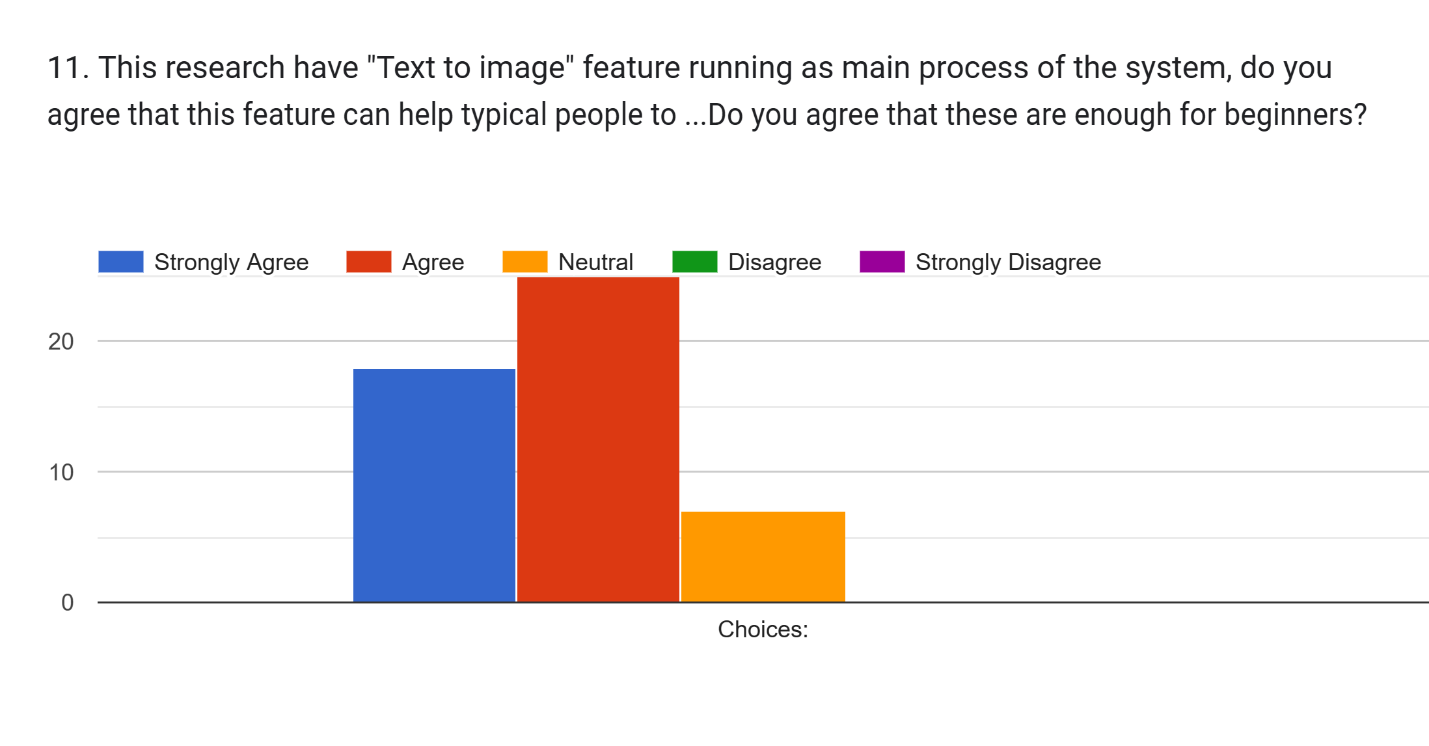 11. This research have "Text to image" feature running as main process of the system, do you
agree that this feature can help typical people to ...Do you agree that these are enough for beginners?
Strongly Agree Agree Neutral Disagree Strongly Disagree
20
10
0
Choices: